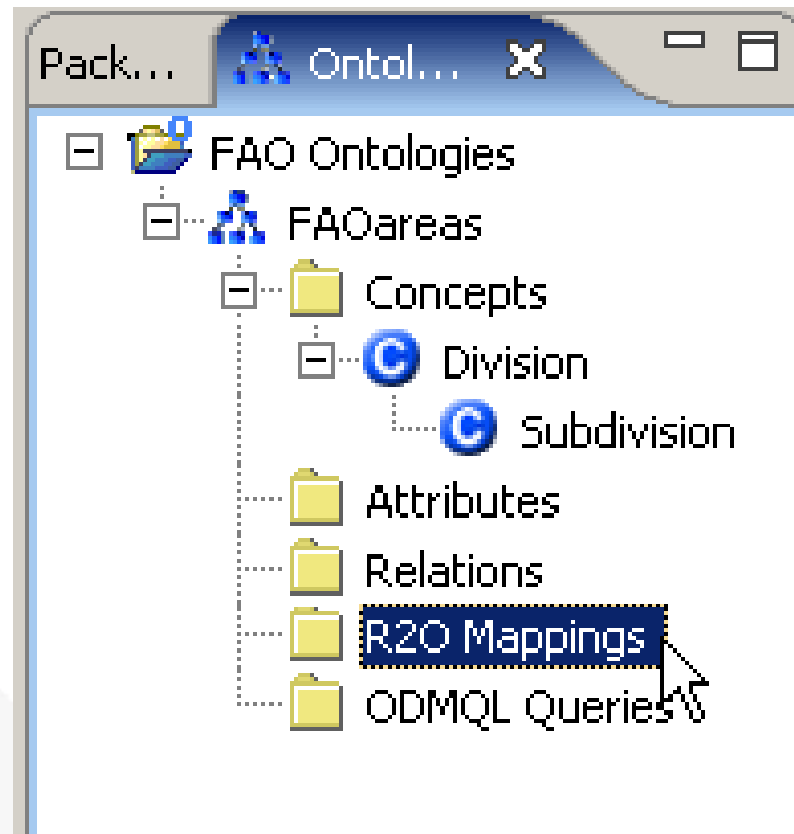 Pack... Ontol...
FAO Ontologies
FAOareas
Concepts
Division
Subdivision
Attributes
Relations
R2O Mappings
ODMQL Queries